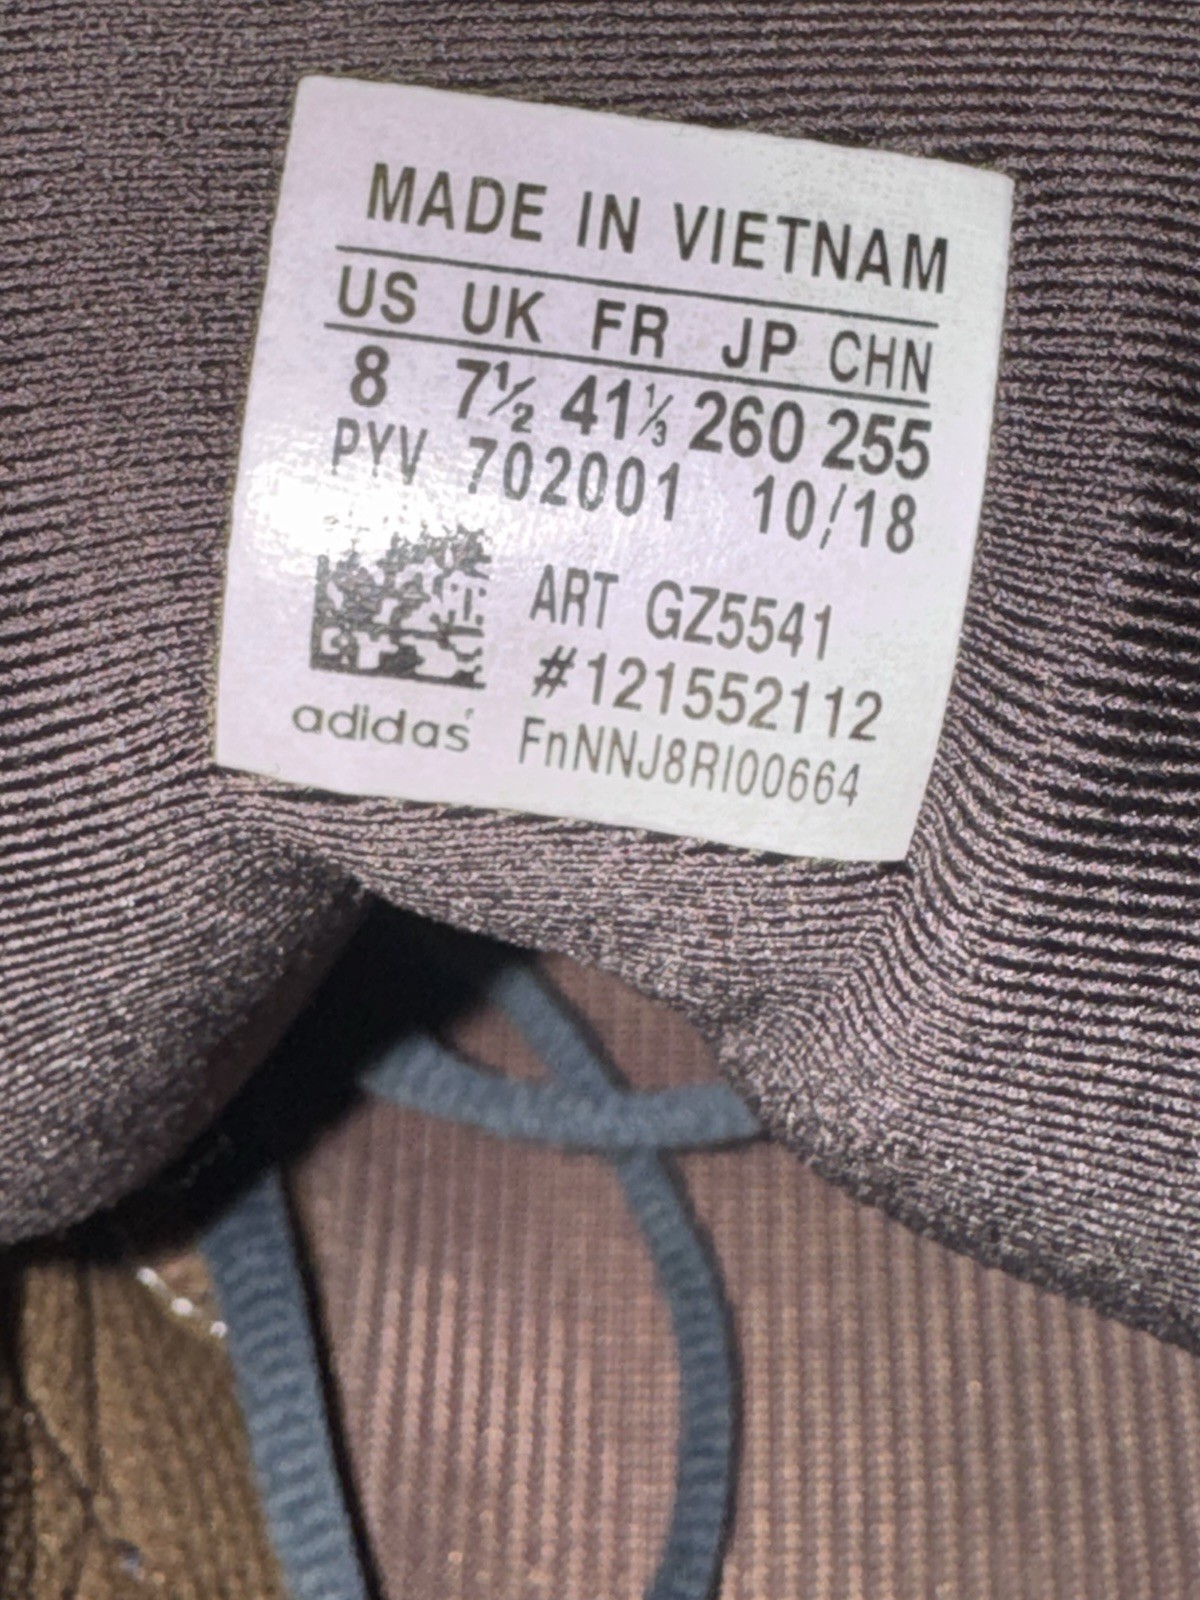 MADE IN VIETNAM
US UK FR JP CHN
8 7½ 41⅓ 260 255
PYV 702001 10/18
ART GZ5541
#121552112
adidas FnNNJ8RI00664